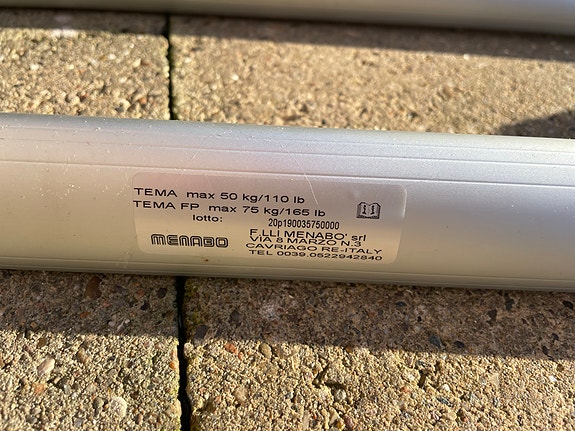 TEMA max 50 kg/110 lb
TEMA FP max 75 kg/165 lb
lotto: 20p190035750000
MENABO
F.LLI MENABO' srl
VIA 8 MARZO N.3
CAVRIAGO RE-ITALY
TEL 0039.0522942840